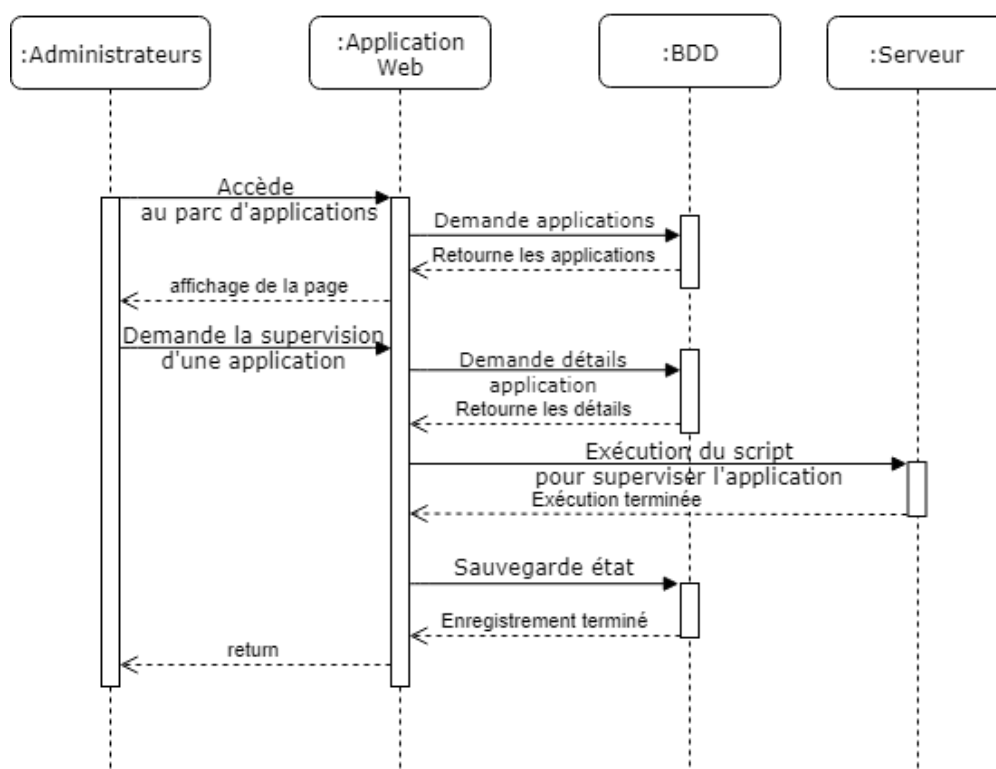 :Administrateurs
:Application
Web
:BDD
:Serveur
Accède
au parc d'applications
Demande applications
Retourne les applications
affichage de la page
Demande la supervision
d'une application
Demande détails
application
Retourne les détails
Exécution du script
pour superviser l'application
Exécution terminée
Sauvegarde état
Enregistrement terminé
return